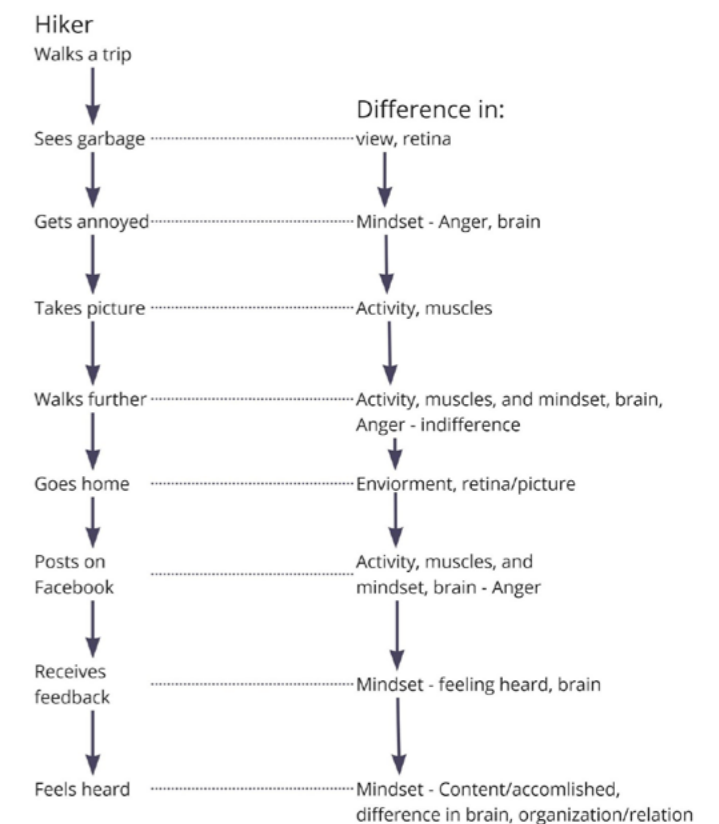 Hiker
Walks a trip
Difference in:
Sees garbage
view, retina
Gets annoyed
Mindset - Anger, brain
Takes picture
Activity, muscles
Walks further
Activity, muscles, and mindset, brain,
Anger - indifference
Goes home
Enviorment, retina/picture
Posts on
Facebook
Activity, muscles, and
mindset, brain - Anger
Receives
feedback
Mindset - feeling heard, brain
Feels heard
Mindset - Content/accomlished,
difference in brain, organization/relation